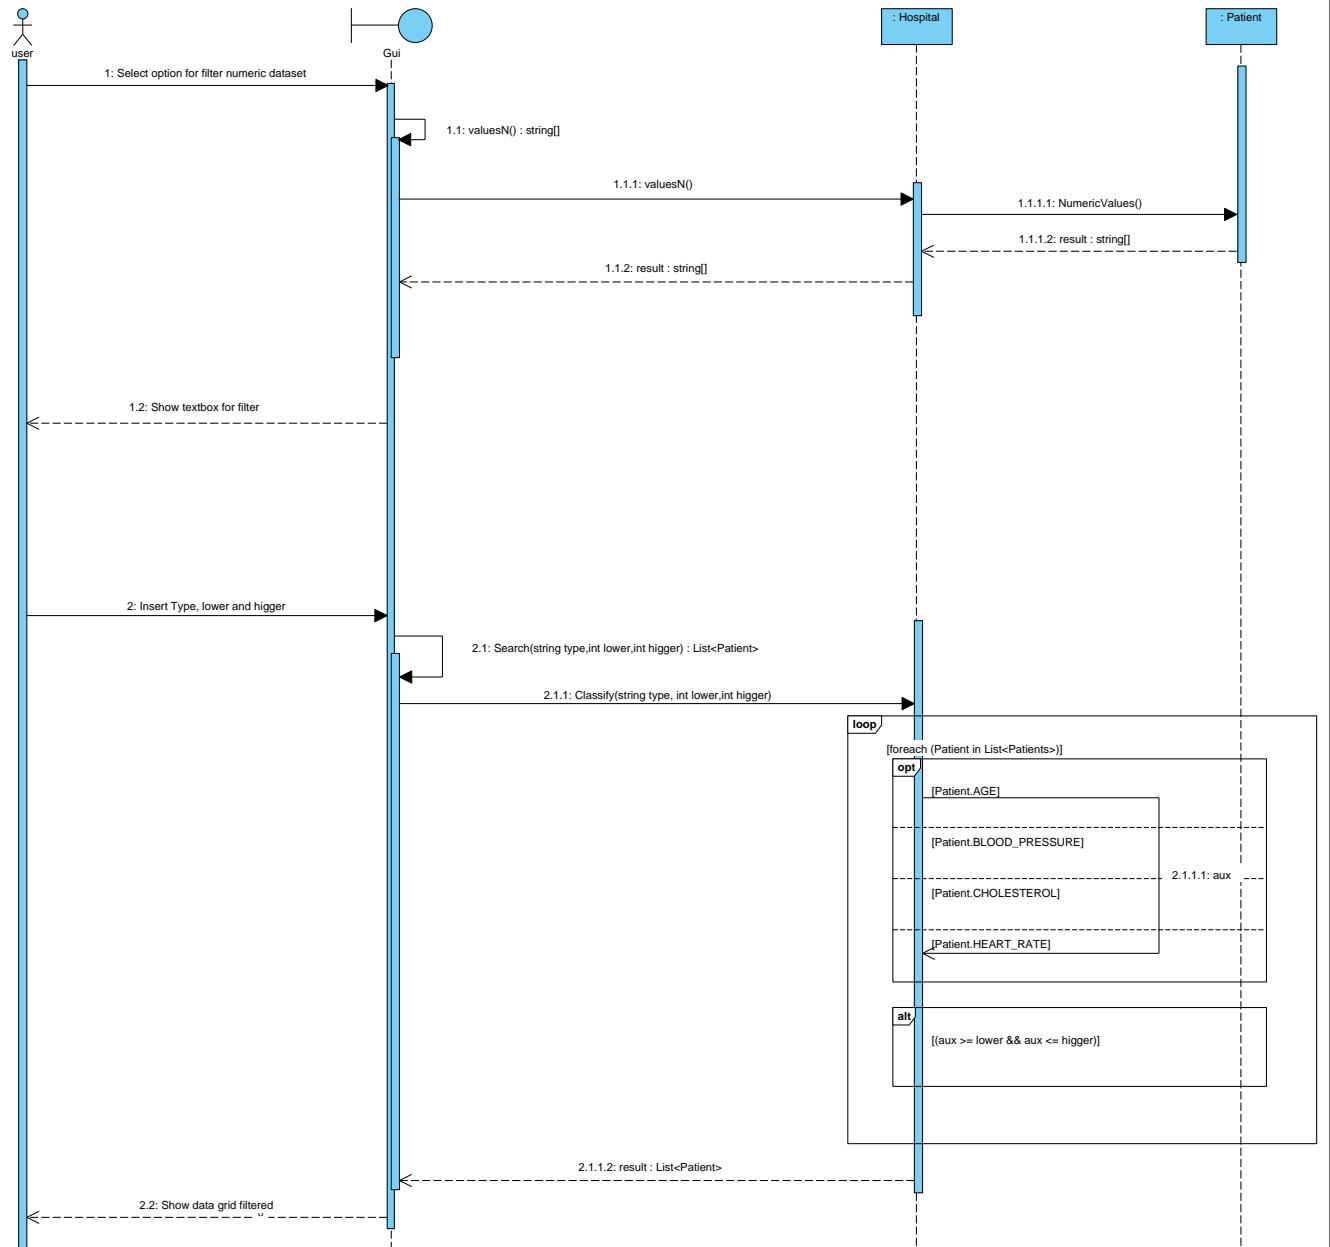 : Hospital
: Patient
user
Gui
1: Select option for filter numeric dataset
1.1: valuesN() : string[]
1.1.1: valuesN()
1.1.1.1: NumericValues()
1.1.1.2: result : string[]
1.1.2: result : string[]
1.2: Show textbox for filter
2: Insert Type, lower and higger
2.1: Search(string type,int lower,int higger) : List<Patient>
2.1.1: Classify(string type, int lower,int higger)
loop
[foreach (Patient in List<Patients>)]
opt
[Patient.AGE]
[Patient.BLOOD_PRESSURE]
2.1.1.1: aux
[Patient.CHOLESTEROL]
[Patient.HEART_RATE]
alt
[(aux >= lower && aux <= higger)]
2.1.1.2: result : List<Patient>
2.2: Show data grid filtered